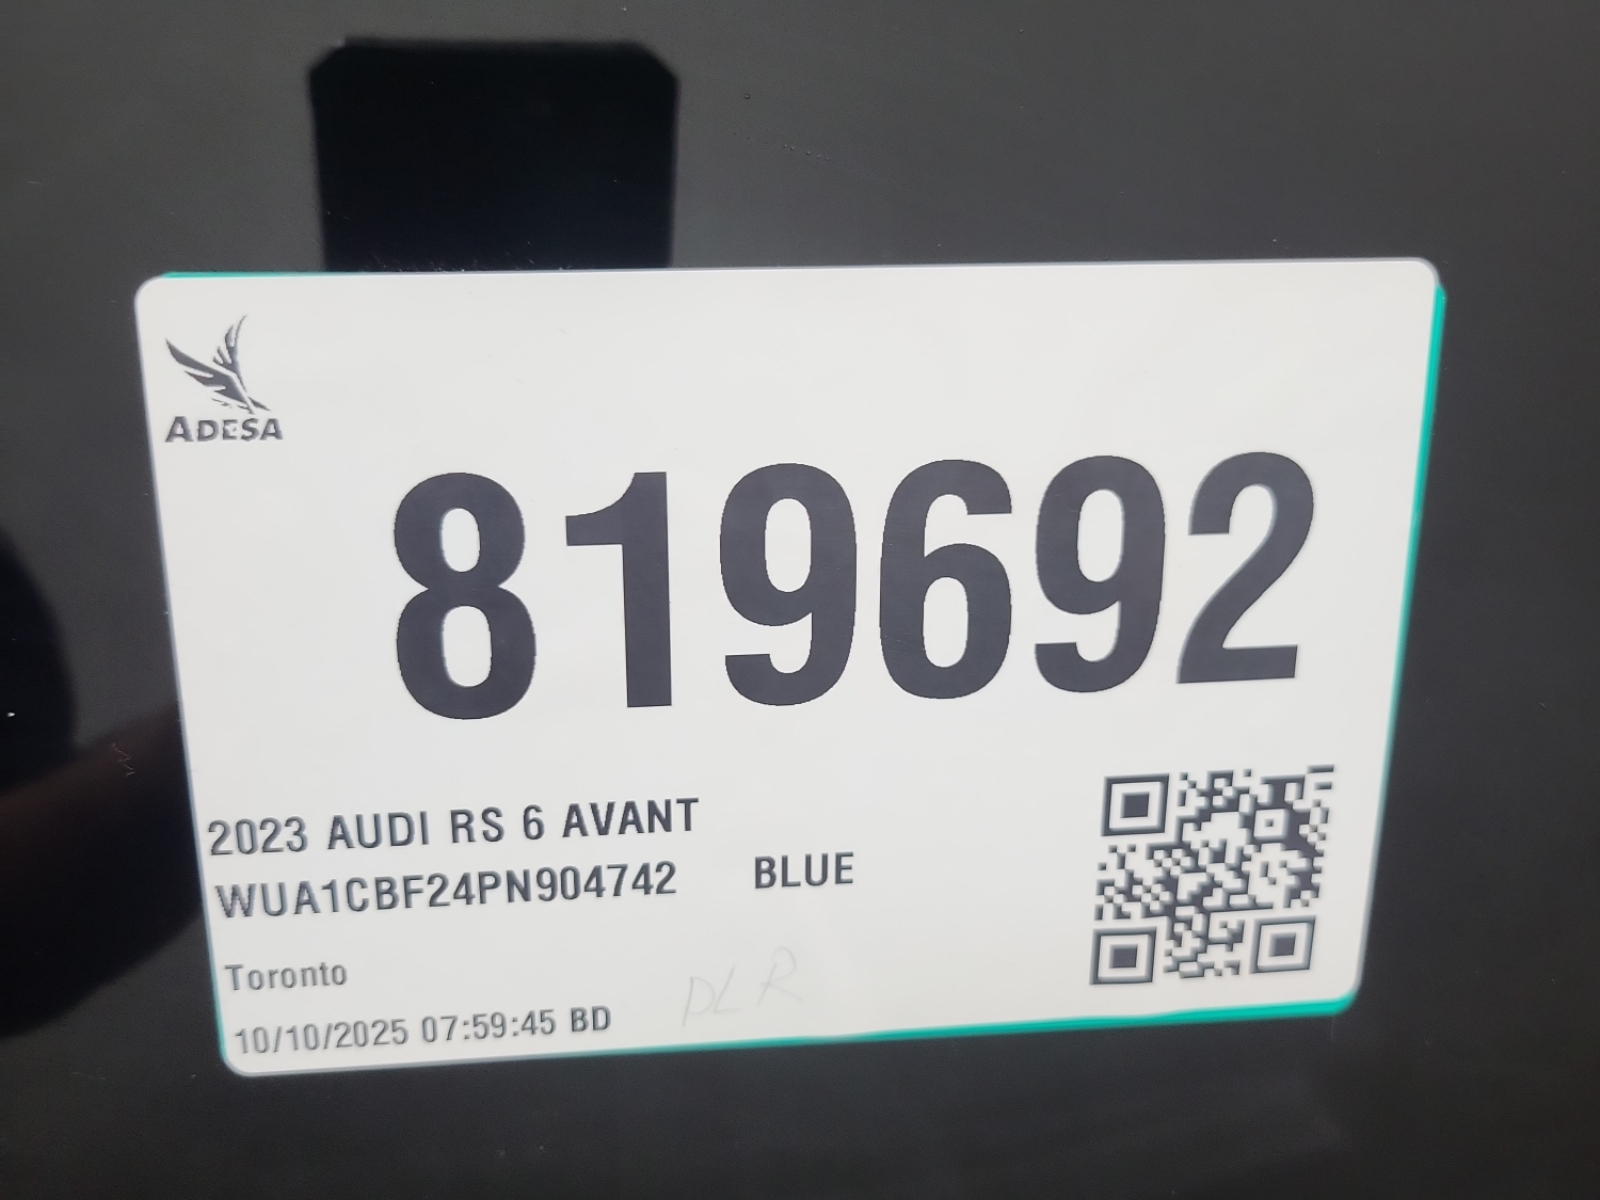 ADESA
819692
2023 AUDI RS 6 AVANT
WUA1CBF24PN904742 BLUE
Toronto
DLR
10/10/2025 07:59:45 BD